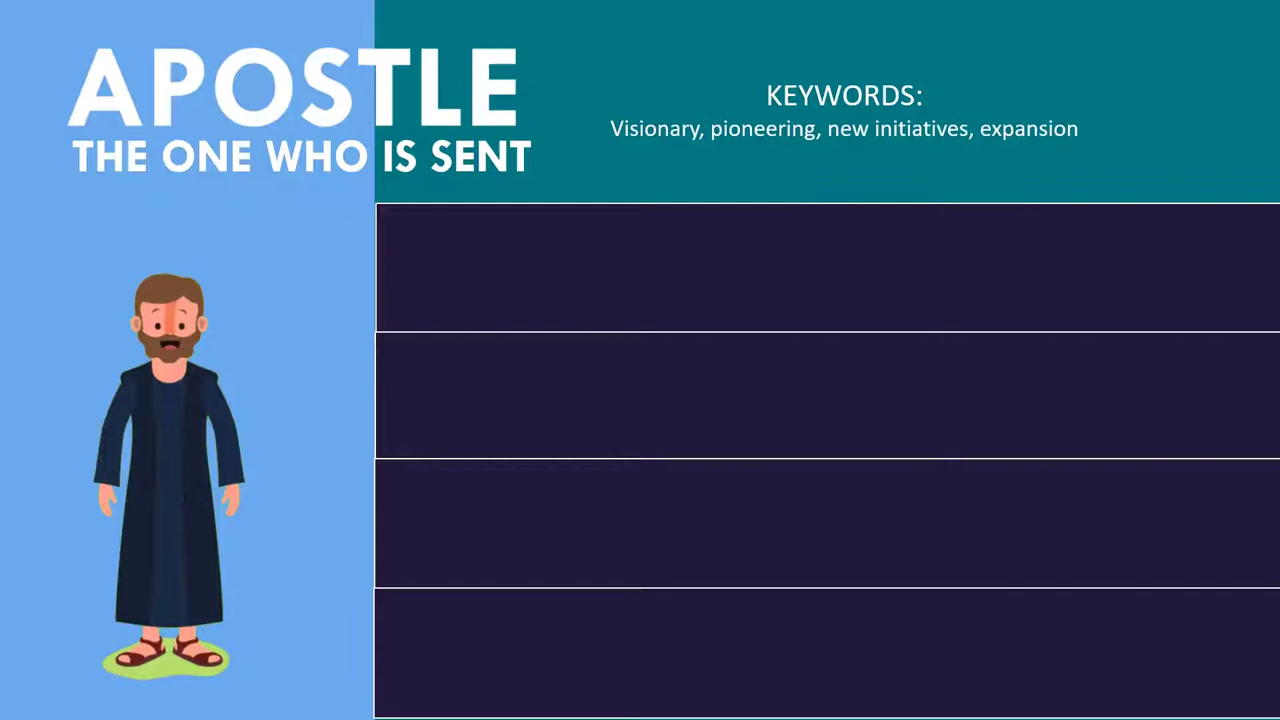 APOSTLE
THE ONE WHO IS SENT
KEYWORDS:
Visionary, pioneering, new initiatives, expansion